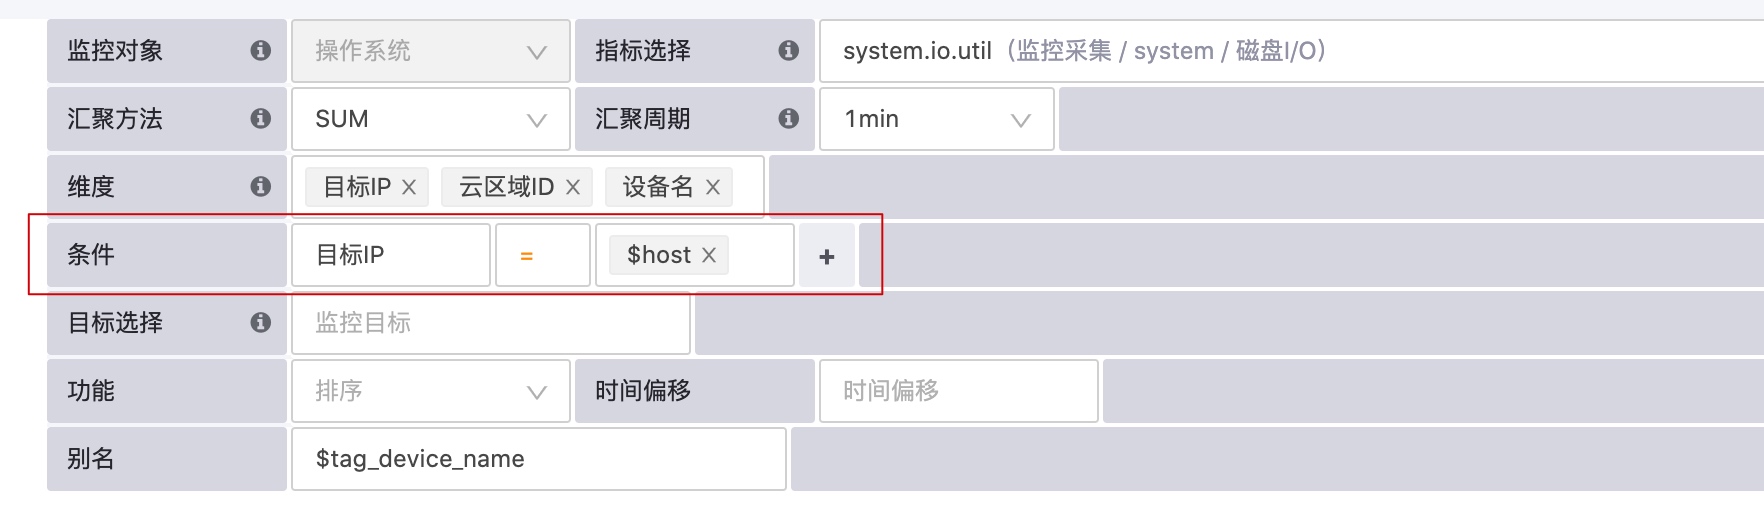 监控对象 操作系统 指标选择 system.io.util（监控采集 / system / 磁盘I/O）
汇聚方法 SUM 汇聚周期 1min
维度 目标IP 云区域ID 设备名
条件 目标IP = $host +
目标选择 监控目标
功能 排序 时间偏移 时间偏移
别名 $tag_device_name